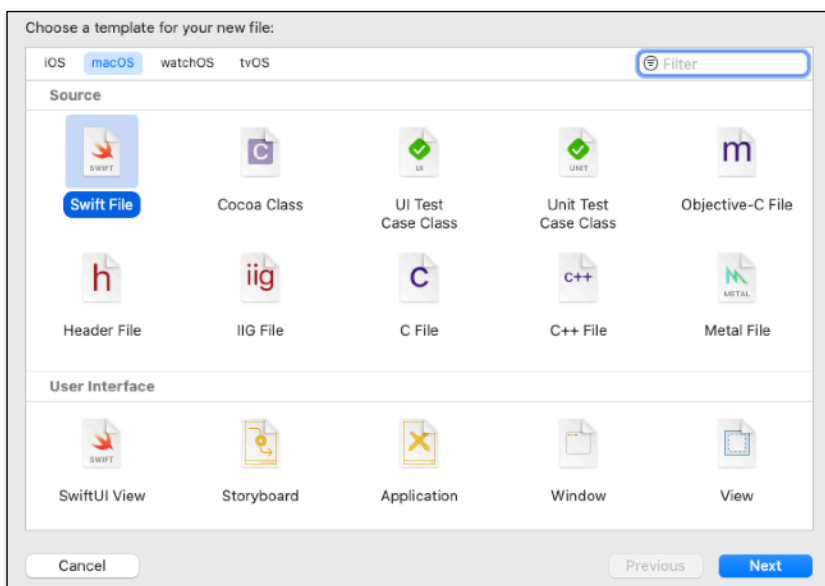 Choose a template for your new file:
iOS macOS watchOS tvOS Filter
Source
SWIFT C UI UNIT m
Swift File Cocoa Class UI Test Unit Test Objective-C File
Case Class Case Class
h iig C C++ METAL
Header File IIG File C File C++ File Metal File
User Interface
SWIFT
SwiftUI View Storyboard Application Window View
Cancel Previous Next